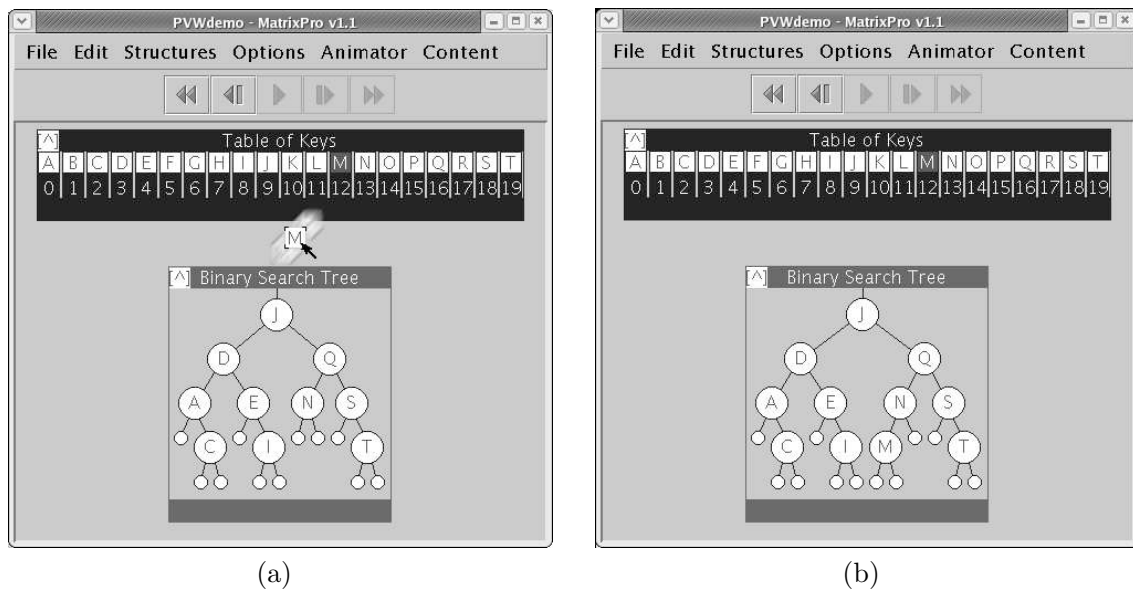 PVWdemo - MatrixPro v1.1
File Edit Structures Options Animator Content
[^] Table of Keys
A B C D E F G H I J K L M N O P Q R S T
0 1 2 3 4 5 6 7 8 9 10 11 12 13 14 15 16 17 18 19
M
[^] Binary Search Tree
J
D Q
A E N S
C I T
(a)
PVWdemo - MatrixPro v1.1
File Edit Structures Options Animator Content
[^] Table of Keys
A B C D E F G H I J K L M N O P Q R S T
0 1 2 3 4 5 6 7 8 9 10 11 12 13 14 15 16 17 18 19
[^] Binary Search Tree
J
D Q
A E N S
C I M T
(b)